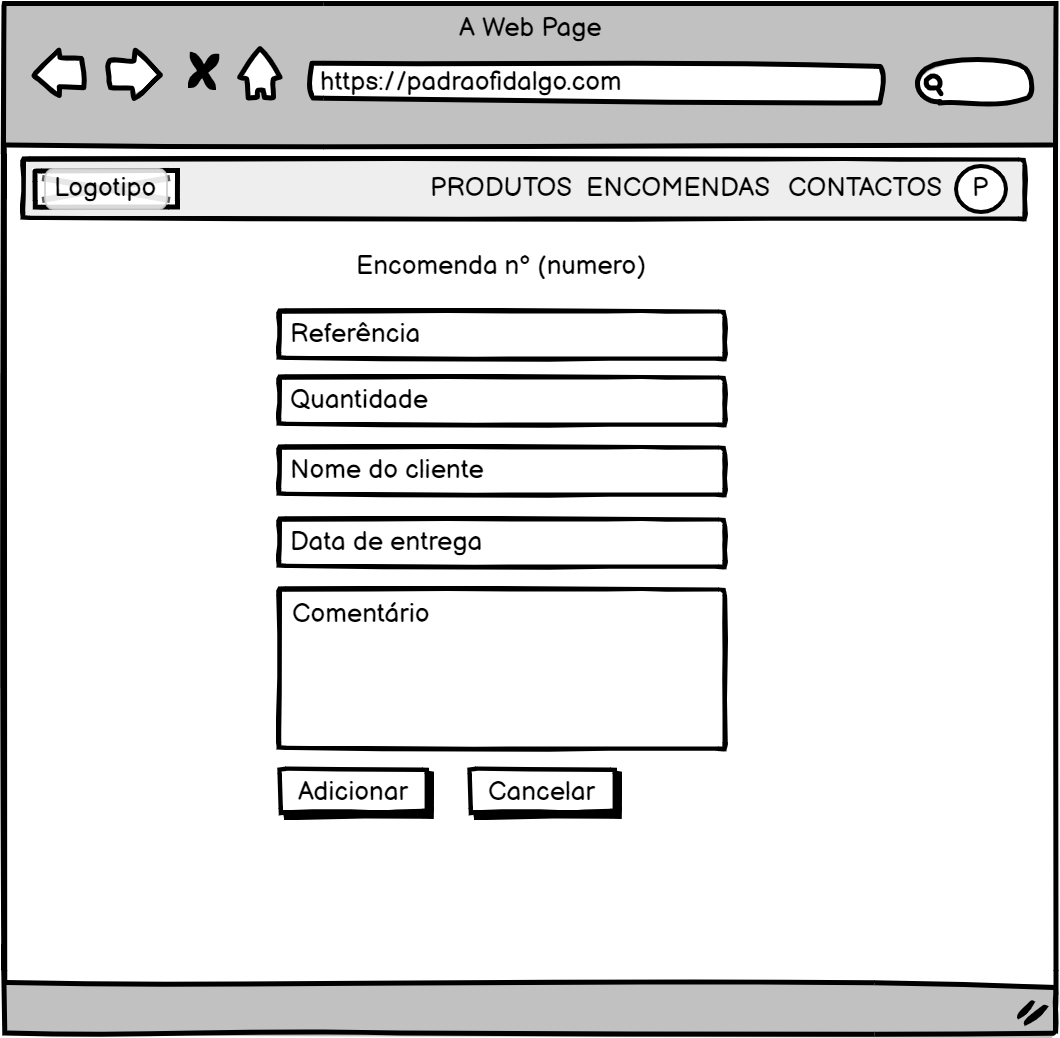 A Web Page
https://padraofidalgo.com
Logotipo PRODUTOS ENCOMENDAS CONTACTOS P
Encomenda nº (numero)
Referência
Quantidade
Nome do cliente
Data de entrega
Comentário
Adicionar Cancelar